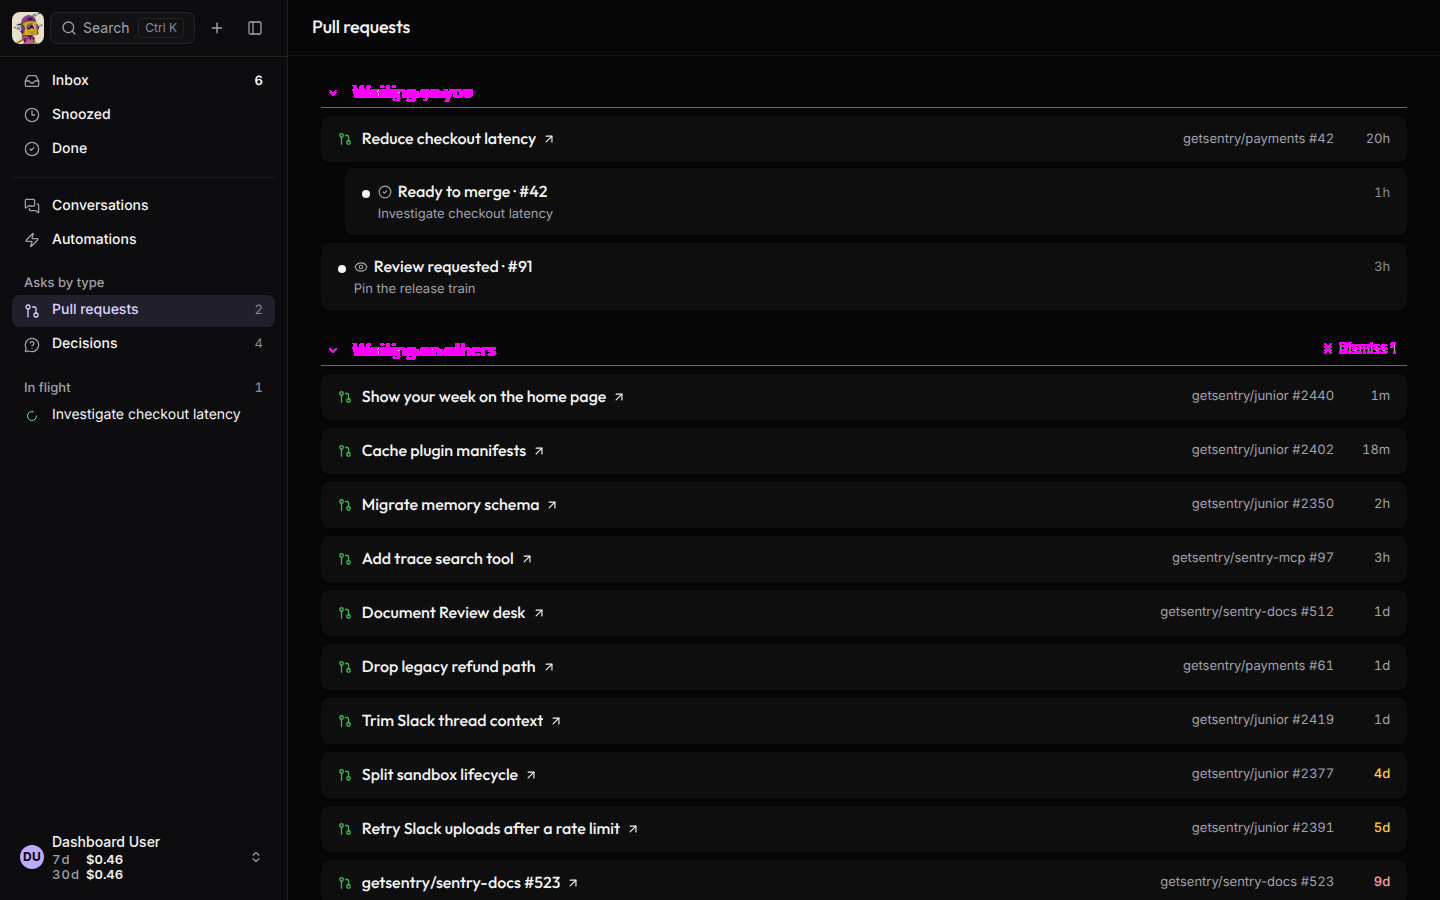 Search Ctrl K
Pull requests
Inbox 6
Snoozed
Done
Conversations
Automations
Asks by type
Pull requests 2
Decisions 4
In flight 1
Investigate checkout latency
Dashboard User
DU
7d $0.46
30d $0.46
Reduce checkout latency getsentry/payments #42 20h
Ready to merge · #42 1h
Investigate checkout latency
Review requested · #91 3h
Pin the release train
Show your week on the home page getsentry/junior #2440 1m
Cache plugin manifests getsentry/junior #2402 18m
Migrate memory schema getsentry/junior #2350 2h
Add trace search tool getsentry/sentry-mcp #97 3h
Document Review desk getsentry/sentry-docs #512 1d
Drop legacy refund path getsentry/payments #61 1d
Trim Slack thread context getsentry/junior #2419 1d
Split sandbox lifecycle getsentry/junior #2377 4d
Retry Slack uploads after a rate limit getsentry/junior #2391 5d
getsentry/sentry-docs #523 getsentry/sentry-docs #523 9d